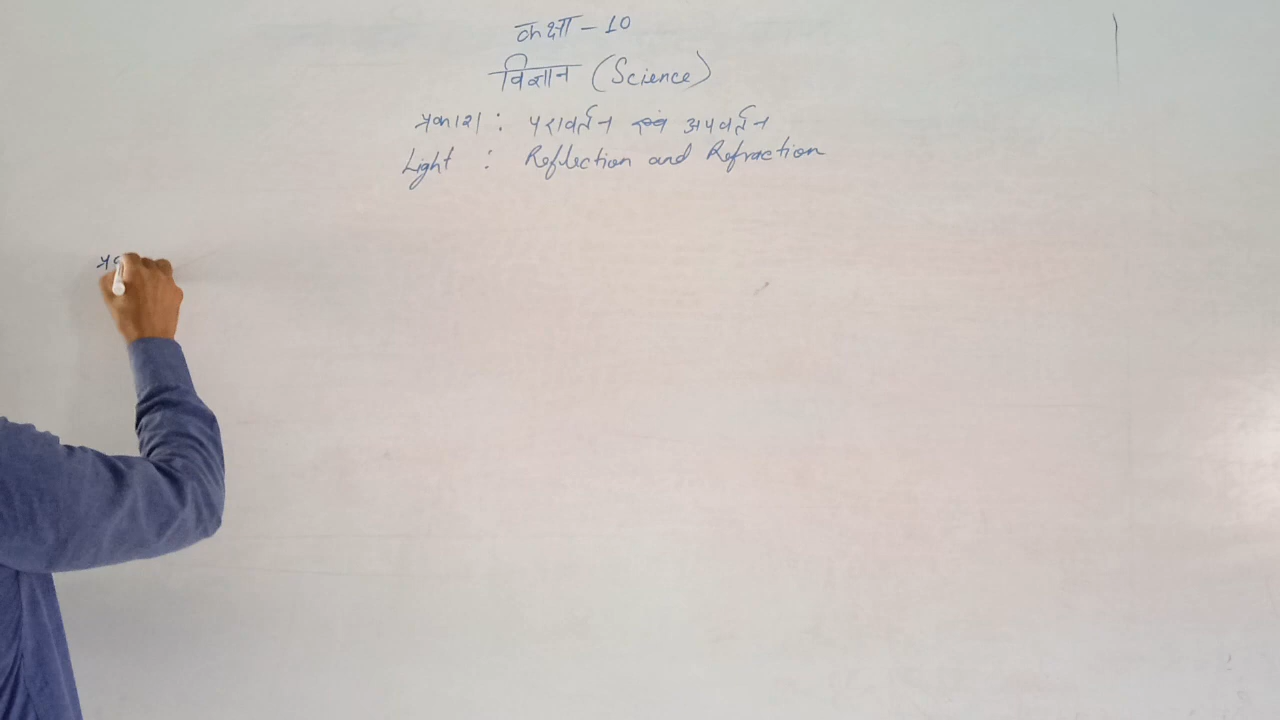 कक्षा - 10
विज्ञान (Science)
प्रकाश : परावर्तन एवं अपवर्तन
Light : Reflection and Refraction